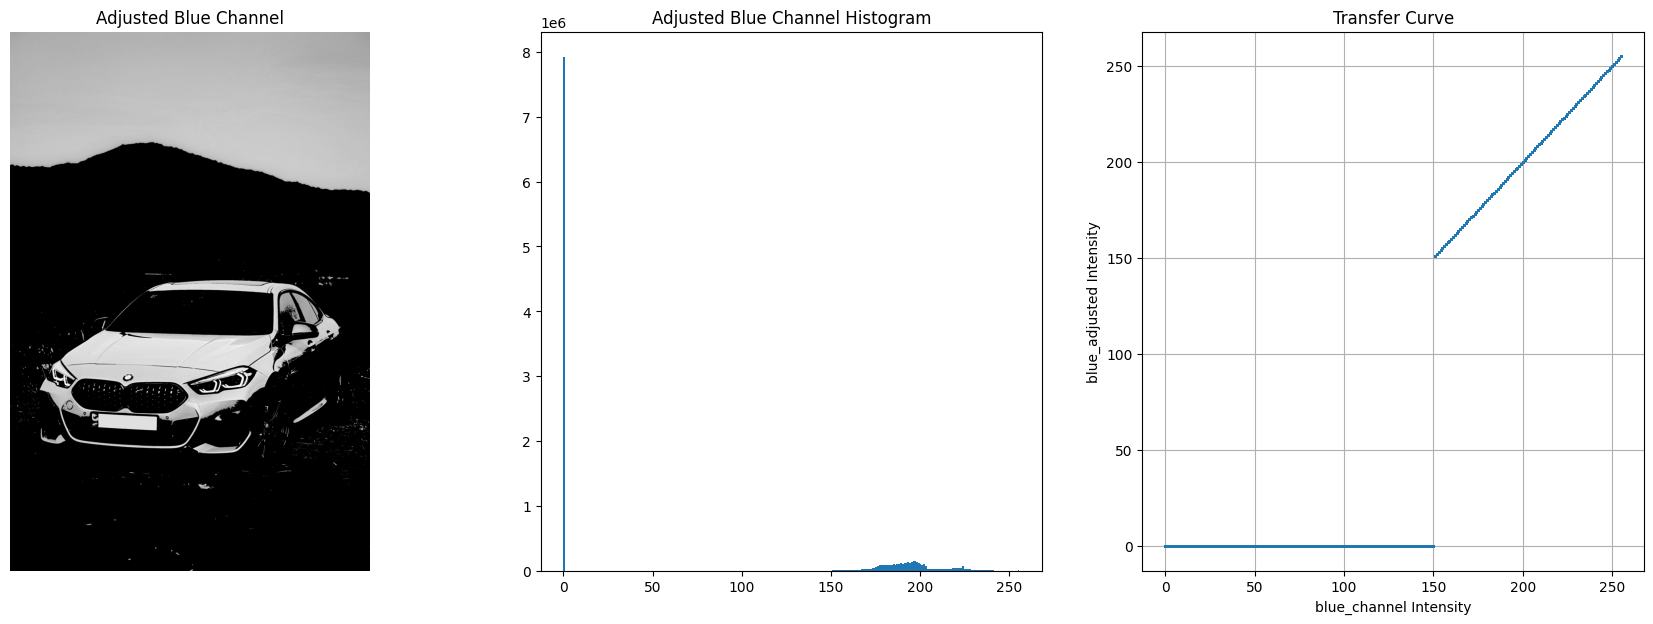 Adjusted Blue Channel
Adjusted Blue Channel Histogram
1e6
8
7
6
5
4
3
2
1
0
0 50 100 150 200 250
Transfer Curve
blue_adjusted Intensity
250
200
150
100
50
0
0 50 100 150 200 250
blue_channel Intensity